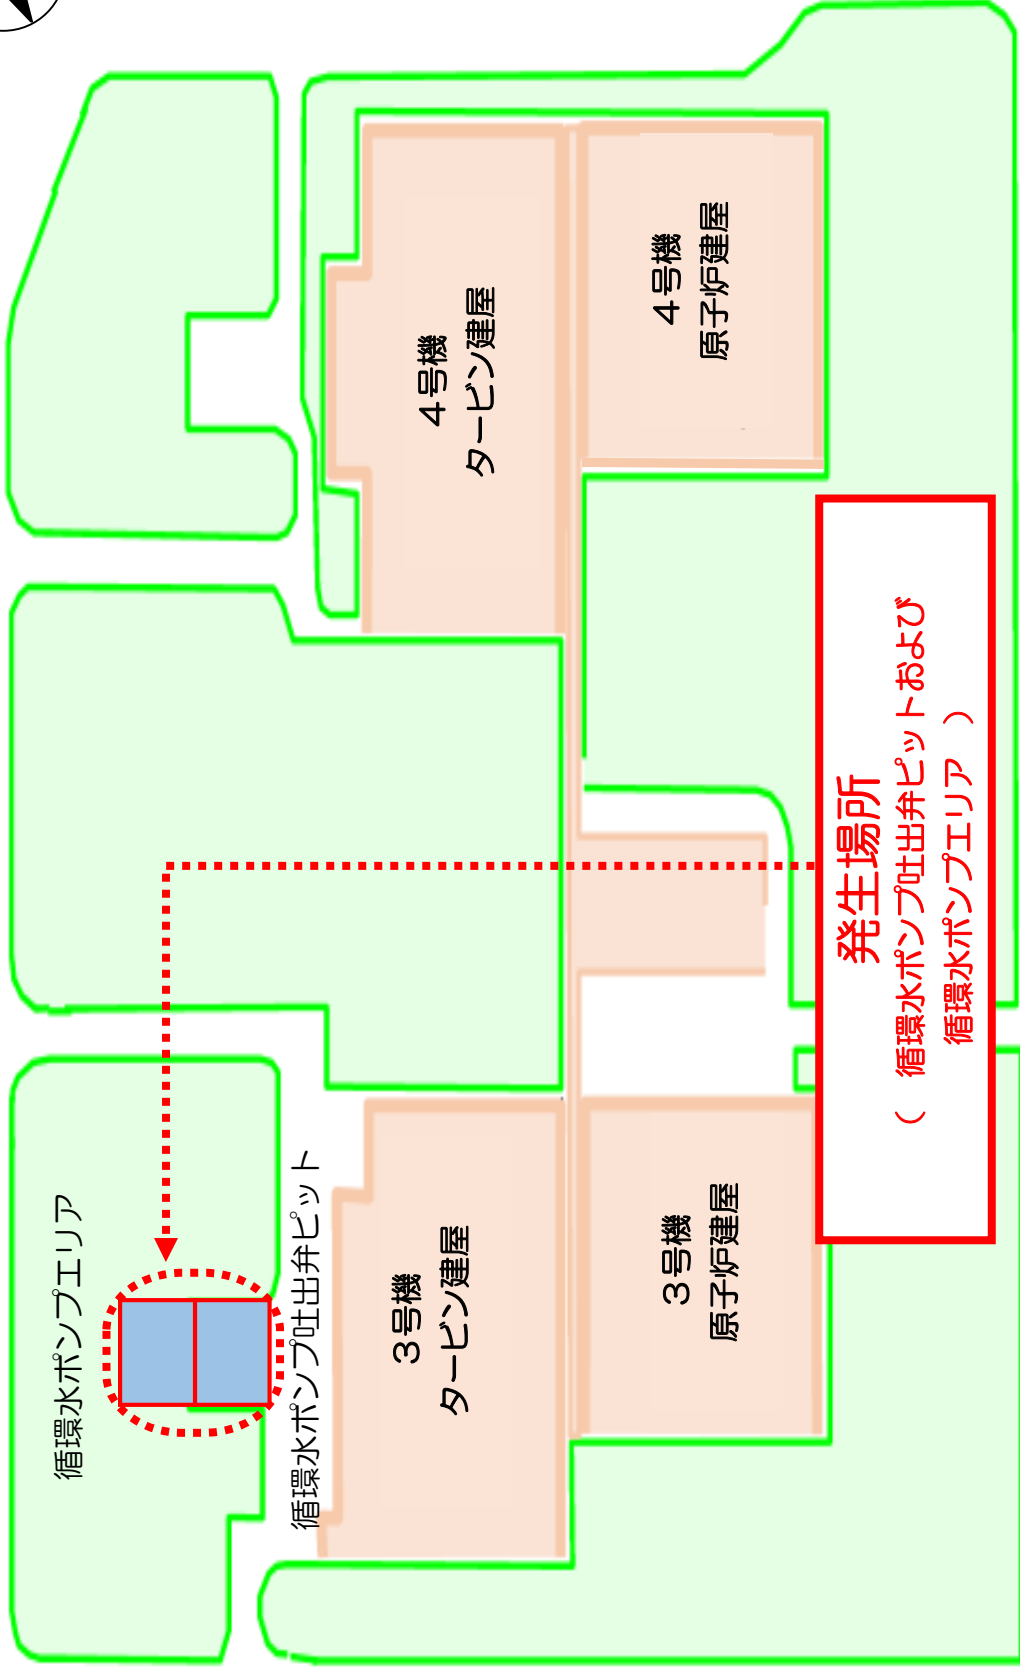 循環水ポンプエリア
循環水ポンプ吐出弁ピット
３号機
タービン建屋
４号機
タービン建屋
３号機
原子炉建屋
４号機
原子炉建屋
発生場所
（　循環水ポンプ吐出弁ピットおよび
循環水ポンプエリア　）